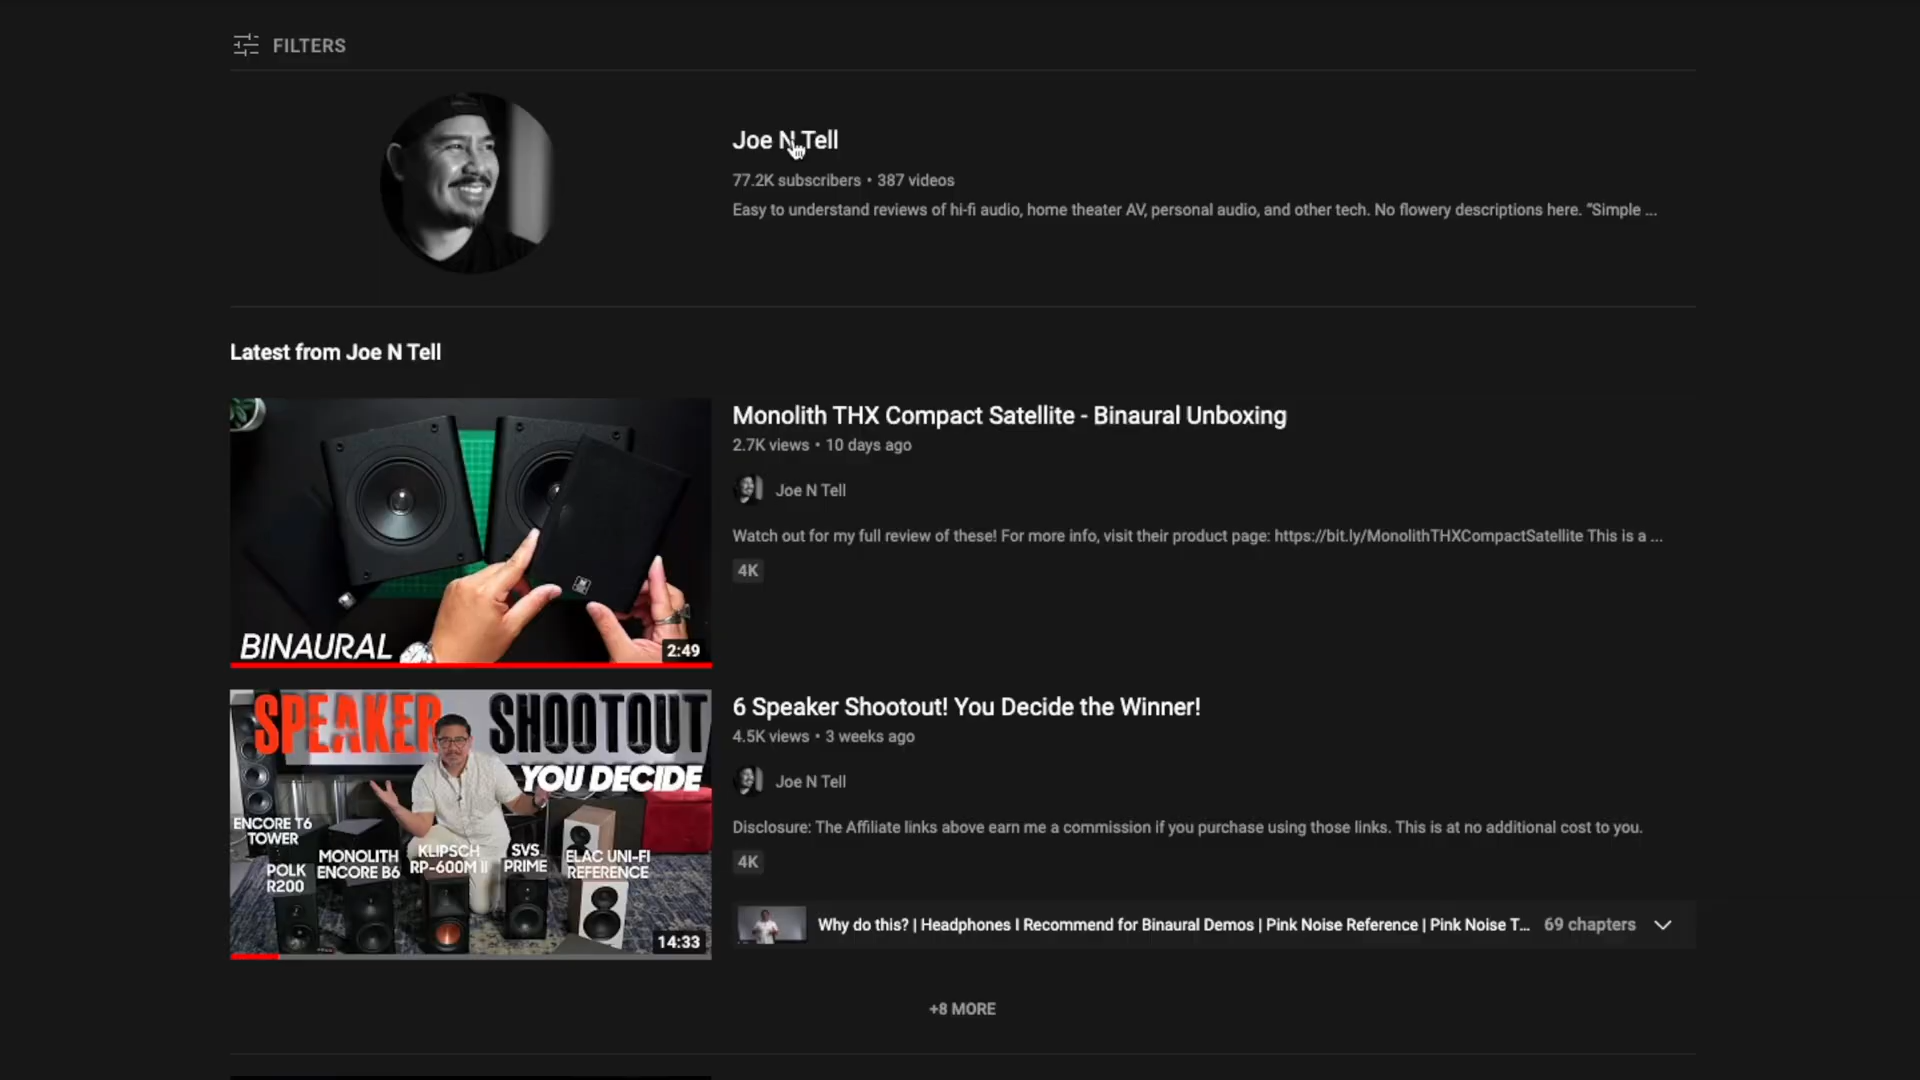 FILTERS
Joe N Tell
77.2K subscribers • 387 videos
Easy to understand reviews of hi-fi audio, home theater AV, personal audio, and other tech. No flowery descriptions here. “Simple ...
Latest from Joe N Tell
BINAURAL
2:49
Monolith THX Compact Satellite - Binaural Unboxing
2.7K views • 10 days ago
Joe N Tell
Watch out for my full review of these! For more info, visit their product page: https://bit.ly/MonolithTHXCompactSatellite This is a ...
4K
SPEAKER SHOOTOUT
YOU DECIDE
ENCORE T6
TOWER
POLK
R200
MONOLITH
ENCORE B6
KLIPSCH
RP-600M II
SVS
PRIME
ELAC UNI-FI
REFERENCE
14:33
6 Speaker Shootout! You Decide the Winner!
4.5K views • 3 weeks ago
Joe N Tell
Disclosure: The Affiliate links above earn me a commission if you purchase using those links. This is at no additional cost to you.
4K
Why do this? | Headphones I Recommend for Binaural Demos | Pink Noise Reference | Pink Noise T... 69 chapters
+8 MORE